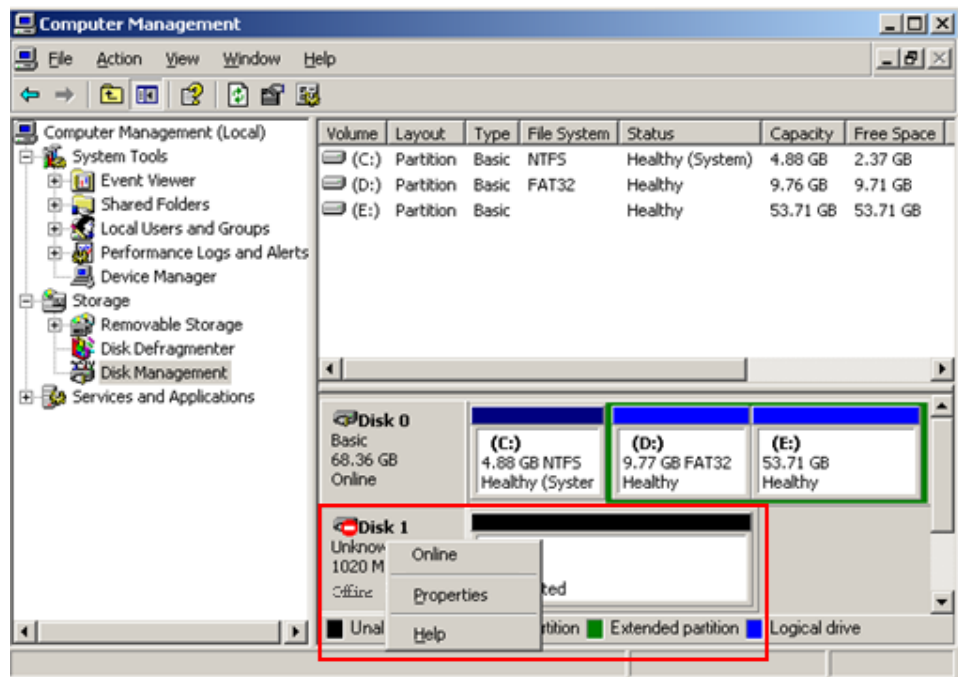 Computer Management
File Action View Window Help
Computer Management (Local)
System Tools
Event Viewer
Shared Folders
Local Users and Groups
Performance Logs and Alerts
Device Manager
Storage
Removable Storage
Disk Defragmenter
Disk Management
Services and Applications
Volume Layout Type File System Status Capacity Free Space
(C:) Partition Basic NTFS Healthy (System) 4.88 GB 2.37 GB
(D:) Partition Basic FAT32 Healthy 9.76 GB 9.71 GB
(E:) Partition Basic Healthy 53.71 GB 53.71 GB
Disk 0
Basic
68.36 GB
Online
(C:)
4.88 GB NTFS
Healthy (Syster
(D:)
9.77 GB FAT32
Healthy
(E:)
53.71 GB
Healthy
Disk 1
Unknow
1020 M
Offline
ted
Online
Properties
Help
Unal rtition Extended partition Logical drive